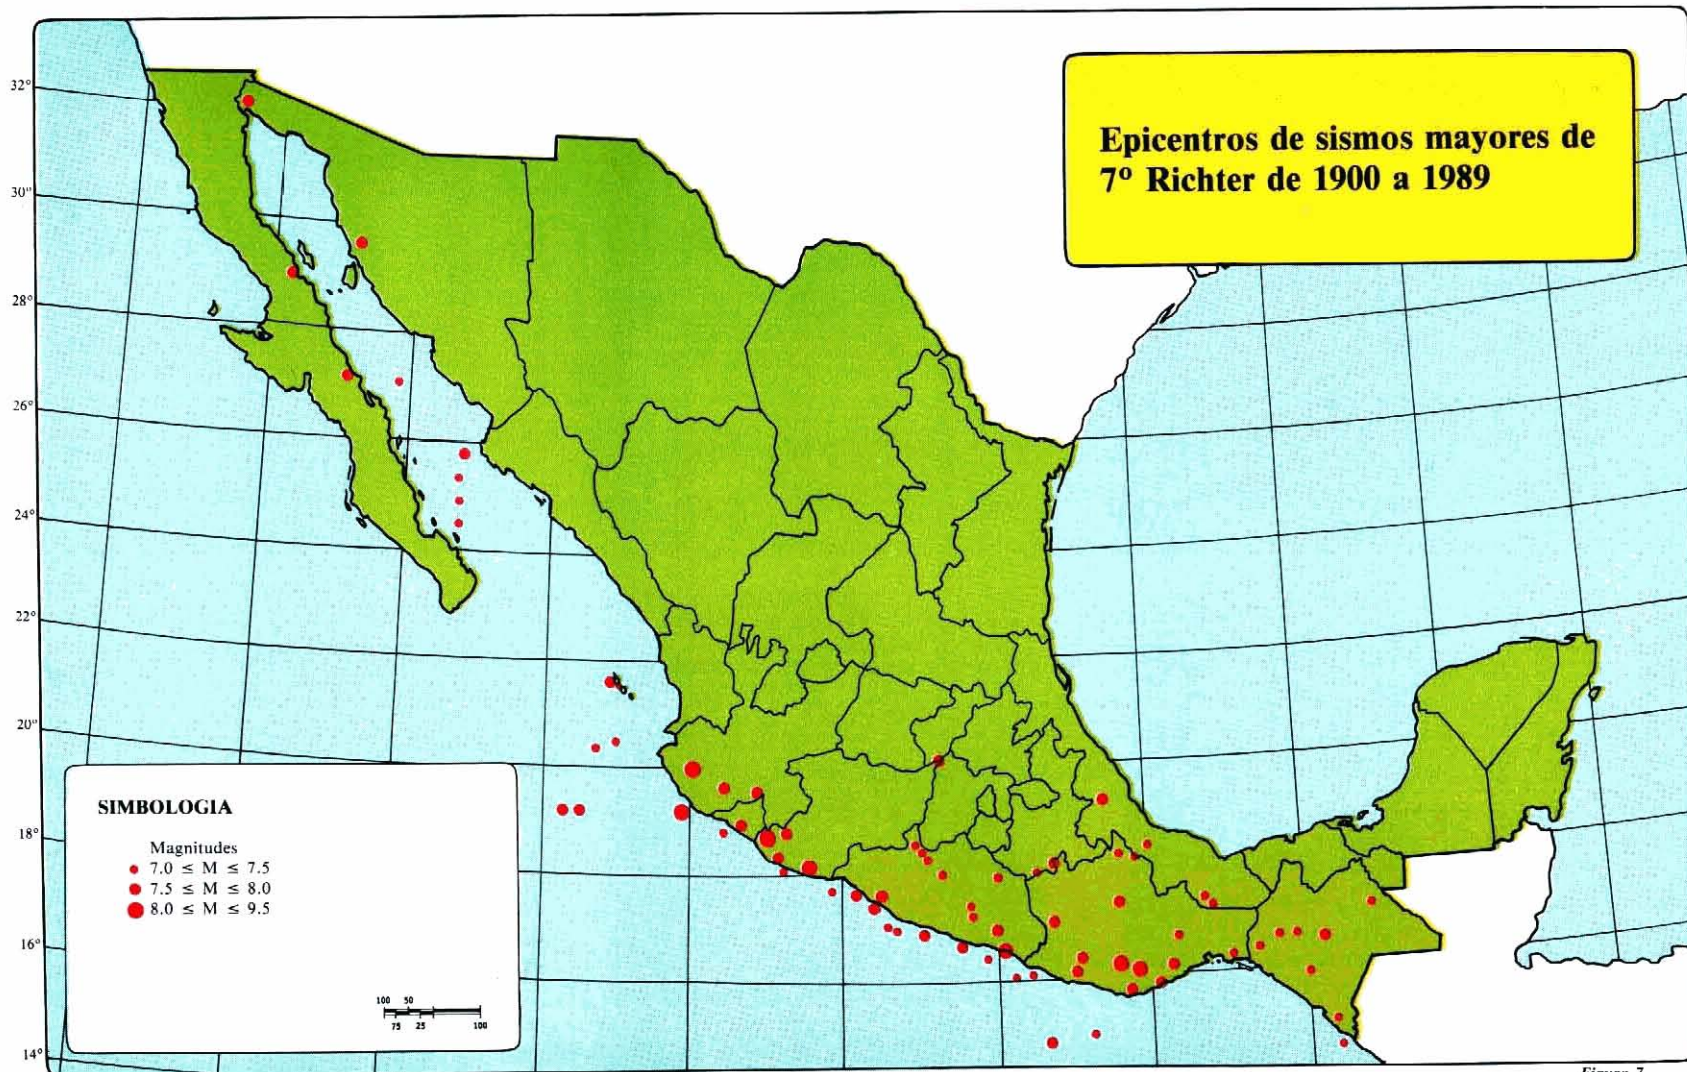 Epicentros de sismos mayores de
7º Richter de 1900 a 1989
32°
30°
28°
26°
24°
22°
20°
18°
16°
14°
SIMBOLOGIA
Magnitudes
7.0 ≤ M ≤ 7.5
7.5 ≤ M ≤ 8.0
8.0 ≤ M ≤ 9.5
100 50
75 25 100